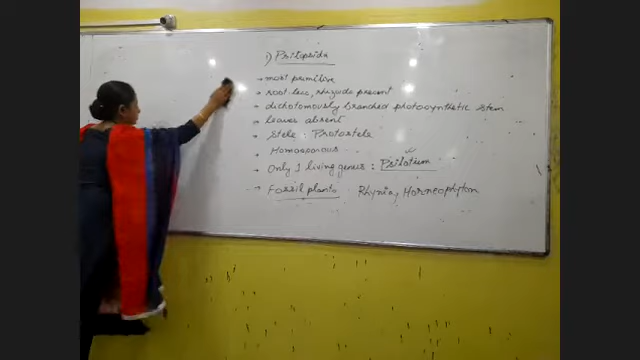 1) Psilopsida
→ most primitive
→ root less, rhizoids present
→ dichotomously branched photosynthetic stem
→ leaves absent
→ Stele : Protostele
→ Homosporous
→ Only 1 living genus : Psilotum
→ Fossil plants Rhynia, Horneophyton